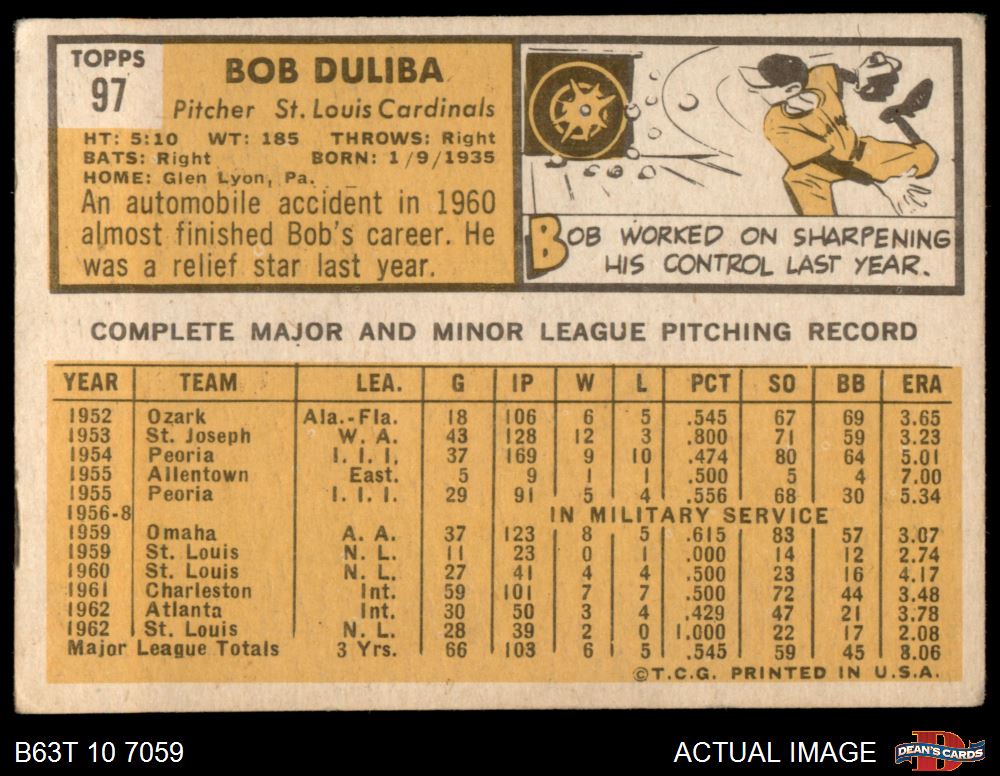 TOPPS
97
BOB DULIBA
Pitcher St. Louis Cardinals
HT: 5:10 WT: 185 THROWS: Right
BATS: Right BORN: 1/9/1935
HOME: Glen Lyon, Pa.
An automobile accident in 1960
almost finished Bob's career. He
was a relief star last year.
BOB WORKED ON SHARPENING
HIS CONTROL LAST YEAR.
COMPLETE MAJOR AND MINOR LEAGUE PITCHING RECORD
YEAR TEAM LEA. G IP W L PCT SO BB ERA
1952 Ozark Ala.-Fla. 18 106 6 5 .545 67 69 3.65
1953 St. Joseph W. A. 43 128 12 3 .800 71 59 3.23
1954 Peoria I. I. I. 37 169 9 10 .474 80 64 5.01
1955 Allentown East. 5 9 1 1 .500 5 4 7.00
1955 Peoria I. I. I. 29 91 5 4 .556 68 30 5.34
1956-8 IN MILITARY SERVICE
1959 Omaha A. A. 37 123 8 5 .615 83 57 3.07
1959 St. Louis N. L. 11 23 0 1 .000 14 12 2.74
1960 St. Louis N. L. 27 41 4 4 .500 23 16 4.17
1961 Charleston Int. 59 101 7 7 .500 72 44 3.48
1962 Atlanta Int. 30 50 3 4 .429 47 21 3.78
1962 St. Louis N. L. 28 39 2 0 1.000 22 17 2.08
Major League Totals 3 Yrs. 66 103 6 5 .545 59 45 3.06
©T.C.G. PRINTED IN U.S.A.
B63T 10 7059 ACTUAL IMAGE DEAN'S CARDS